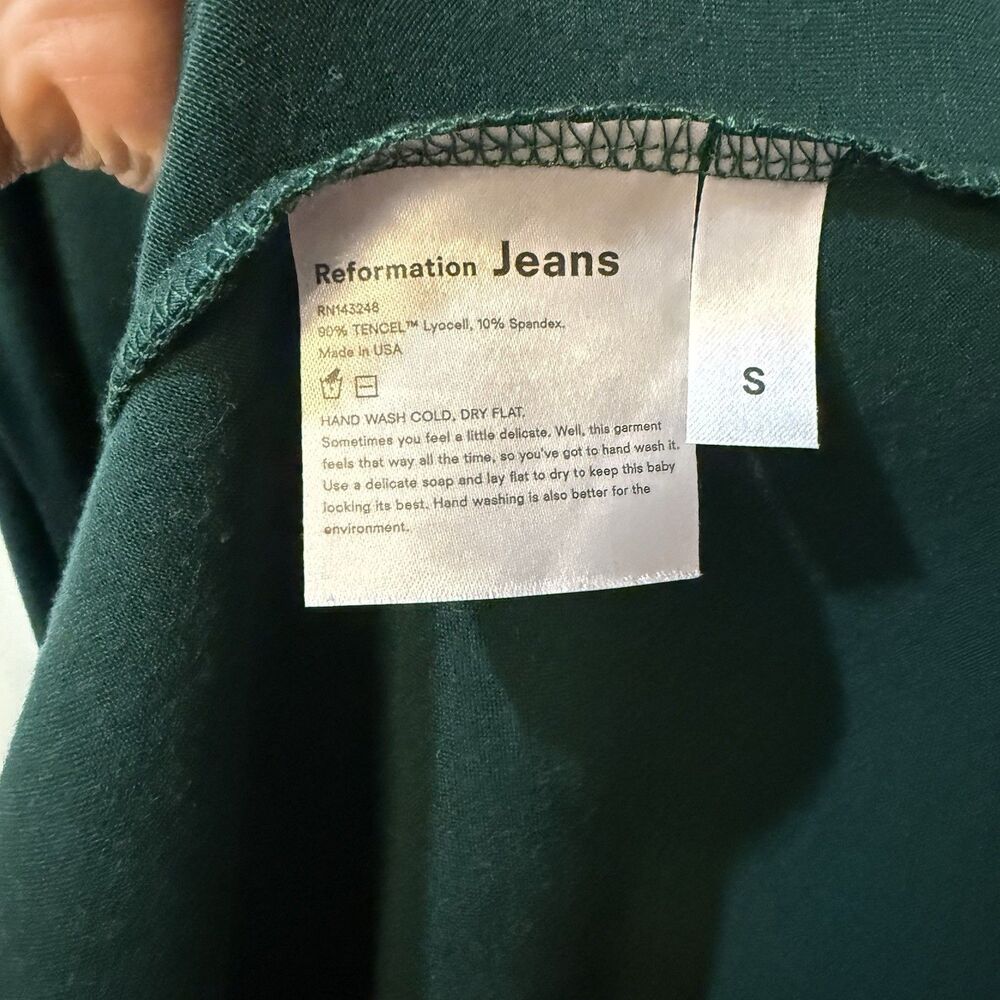 Reformation Jeans
RN143248
90% TENCEL™ Lyocell, 10% Spandex.
Made in USA
HAND WASH COLD, DRY FLAT.
Sometimes you feel a little delicate. Well, this garment
feels that way all the time, so you've got to hand wash it.
Use a delicate soap and lay flat to dry to keep this baby
looking its best. Hand washing is also better for the
environment.
S